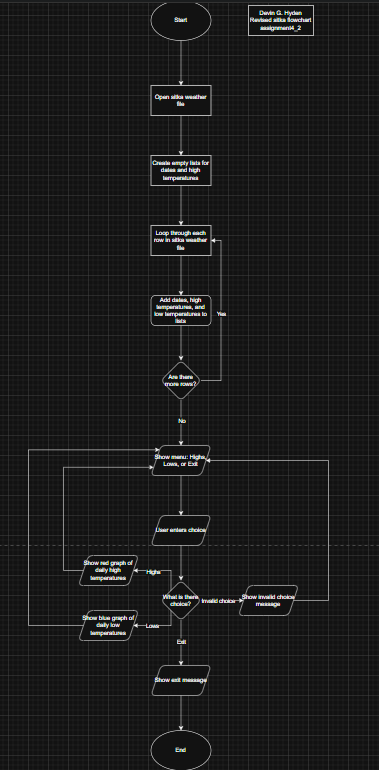 Start
Devin G. Hyden
Revised sitka flowchart
assignment4_2
Open sitka weather
file
Create empty lists for
dates and high
temperatures
Loop through each
row in sitka weather
file
Add dates, high
temperatures, and
low temperatures to
lists
Yes
Are there
more rows?
No
Show menu: Highs,
Lows, or Exit
User enters choice
Show red graph of
daily high
temperatures
Highs
What is there
choice?
Invalid choice
Show invalid choice
message
Show blue graph of
daily low
temperatures
Lows
Exit
Show exit message
End